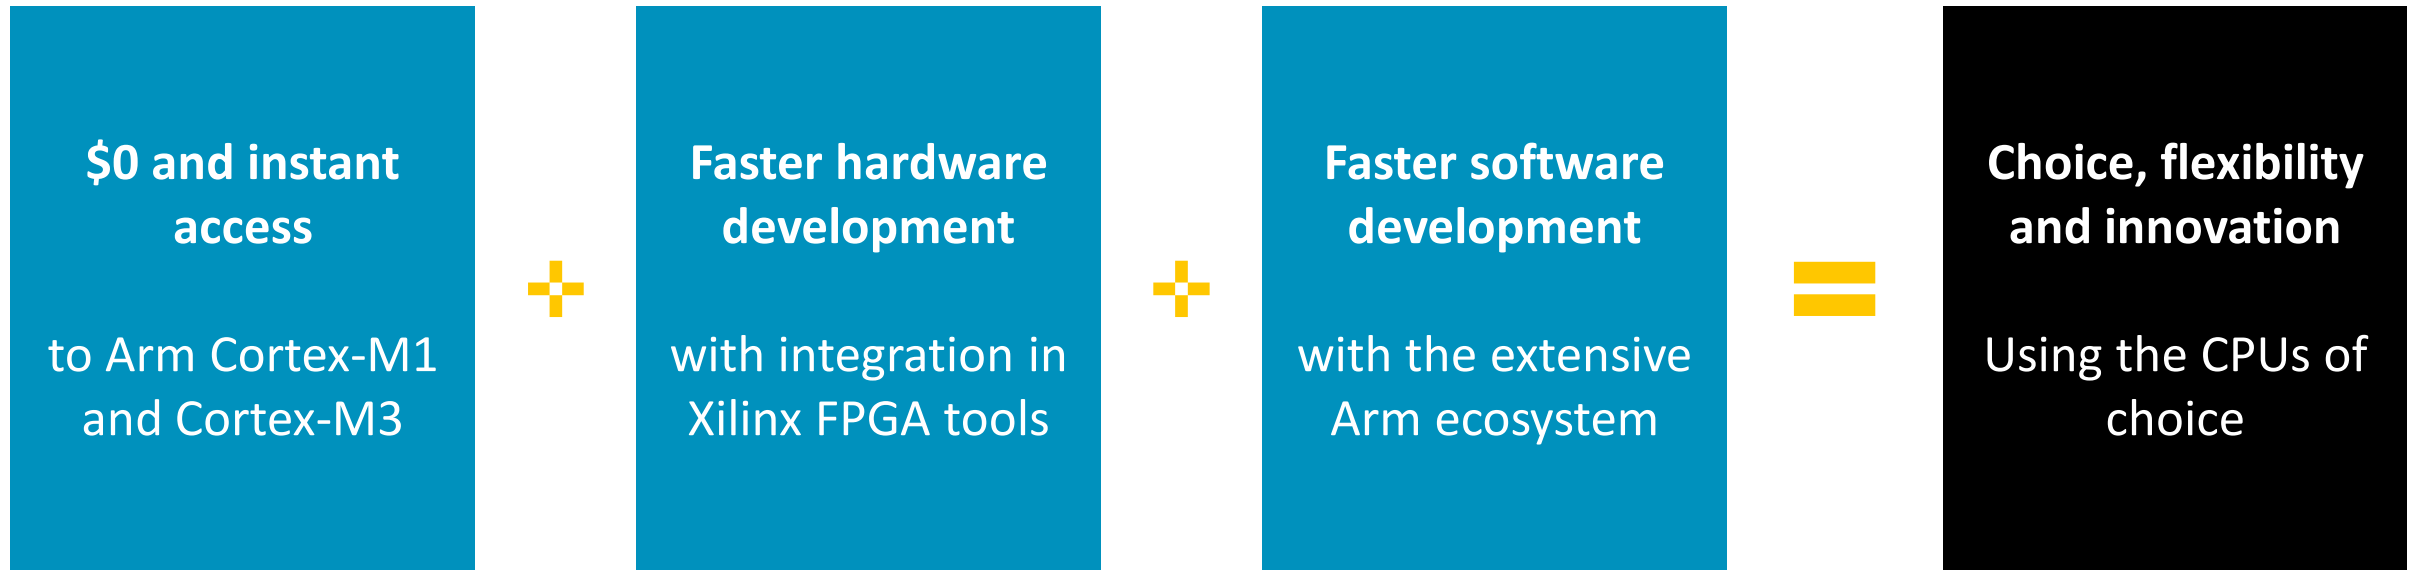 $0 and instant
access
to Arm Cortex-M1
and Cortex-M3
Faster hardware
development
with integration in
Xilinx FPGA tools
Faster software
development
with the extensive
Arm ecosystem
Choice, flexibility
and innovation
Using the CPUs of
choice